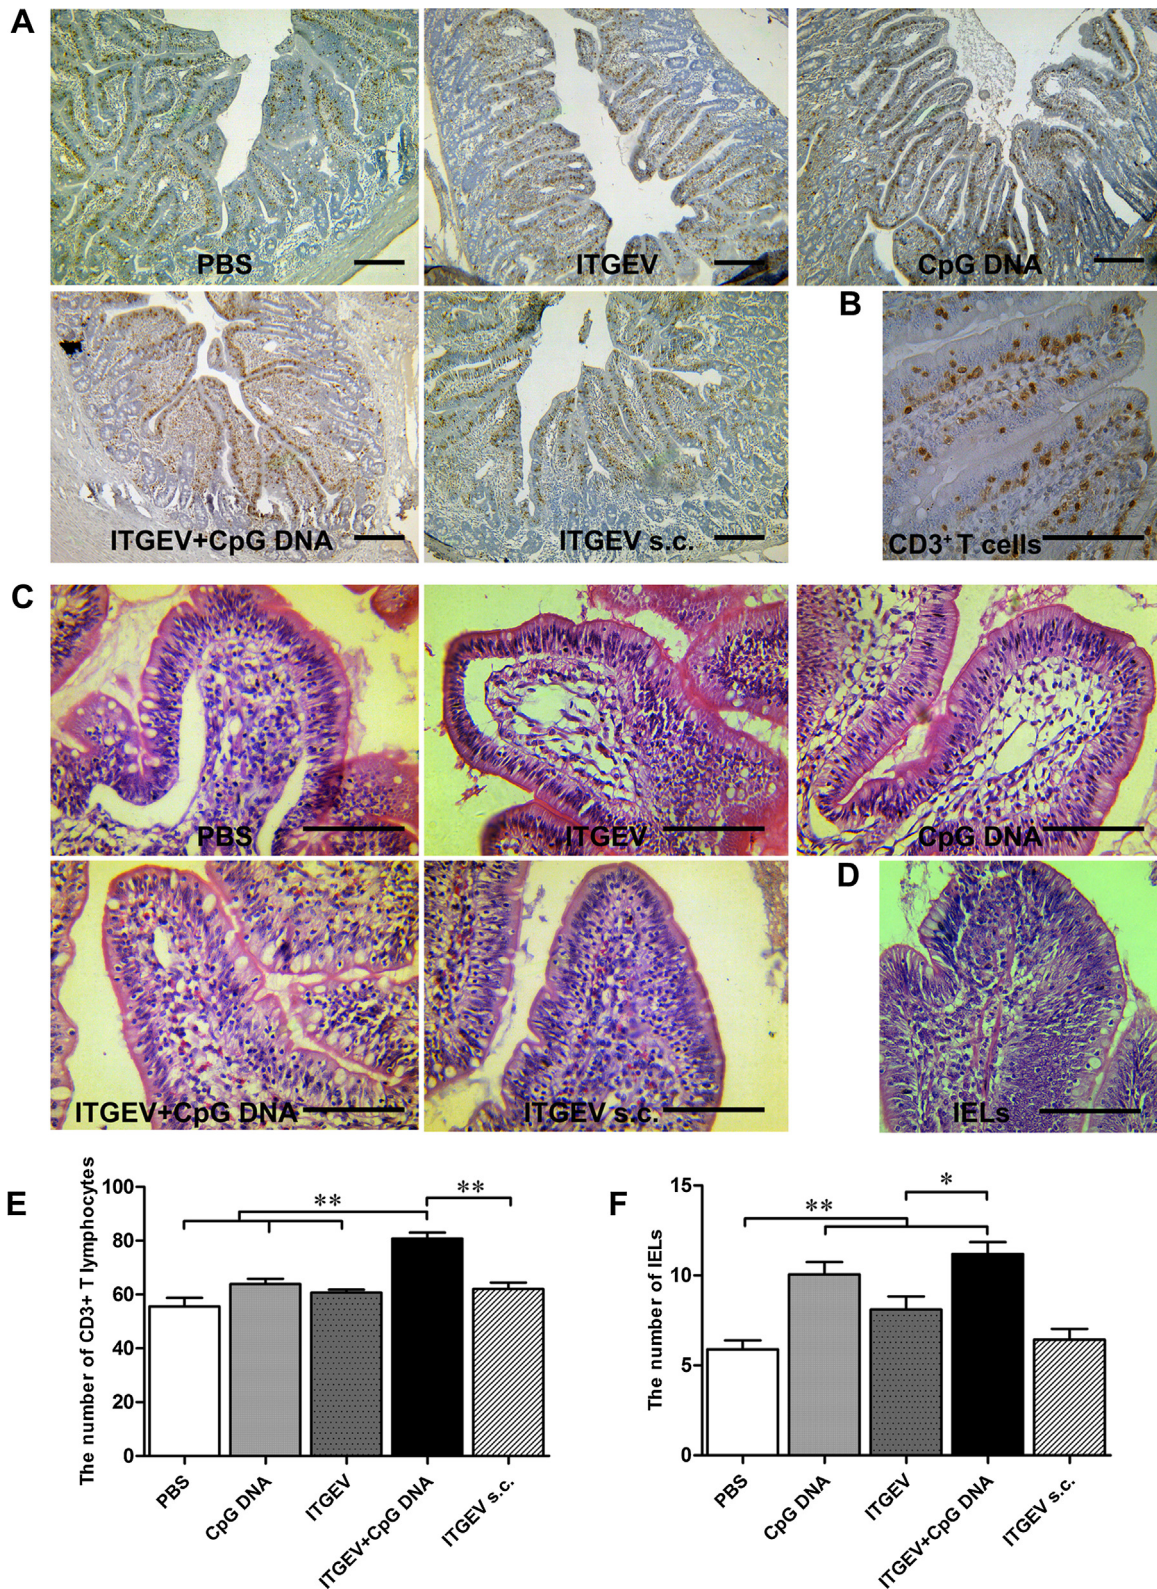 A
PBS
ITGEV
CpG DNA
ITGEV+CpG DNA
ITGEV s.c.
B
CD3+ T cells
C
PBS
ITGEV
CpG DNA
ITGEV+CpG DNA
ITGEV s.c.
D
IELs
E
The number of CD3+ T lymphocytes
100
80
60
40
20
0
**
**
PBS
CpG DNA
ITGEV
ITGEV+CpG DNA
ITGEV s.c.
F
The number of IELs
15
10
5
0
**
*
PBS
CpG DNA
ITGEV
ITGEV+CpG DNA
ITGEV s.c.